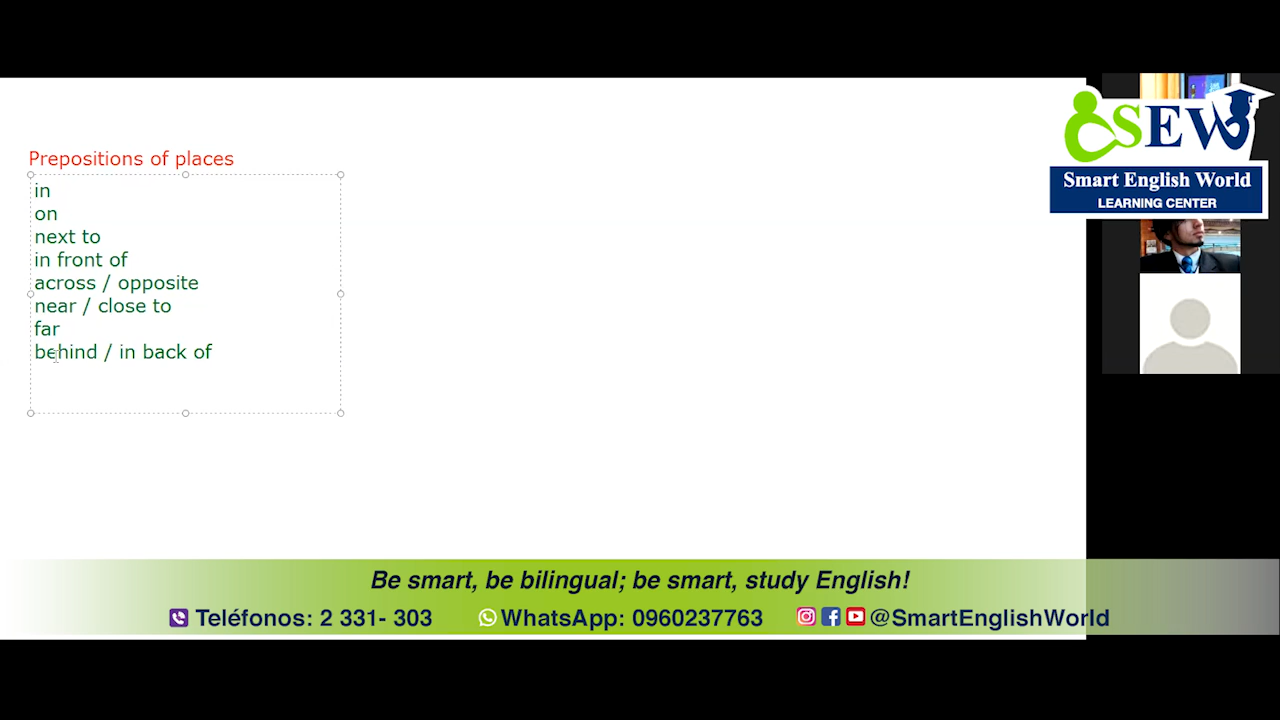 Prepositions of places
in
on
next to
in front of
across / opposite
near / close to
far
behind / in back of
SEW
Smart English World
LEARNING CENTER
Be smart, be bilingual; be smart, study English!
Teléfonos: 2 331- 303 WhatsApp: 0960237763 @SmartEnglishWorld